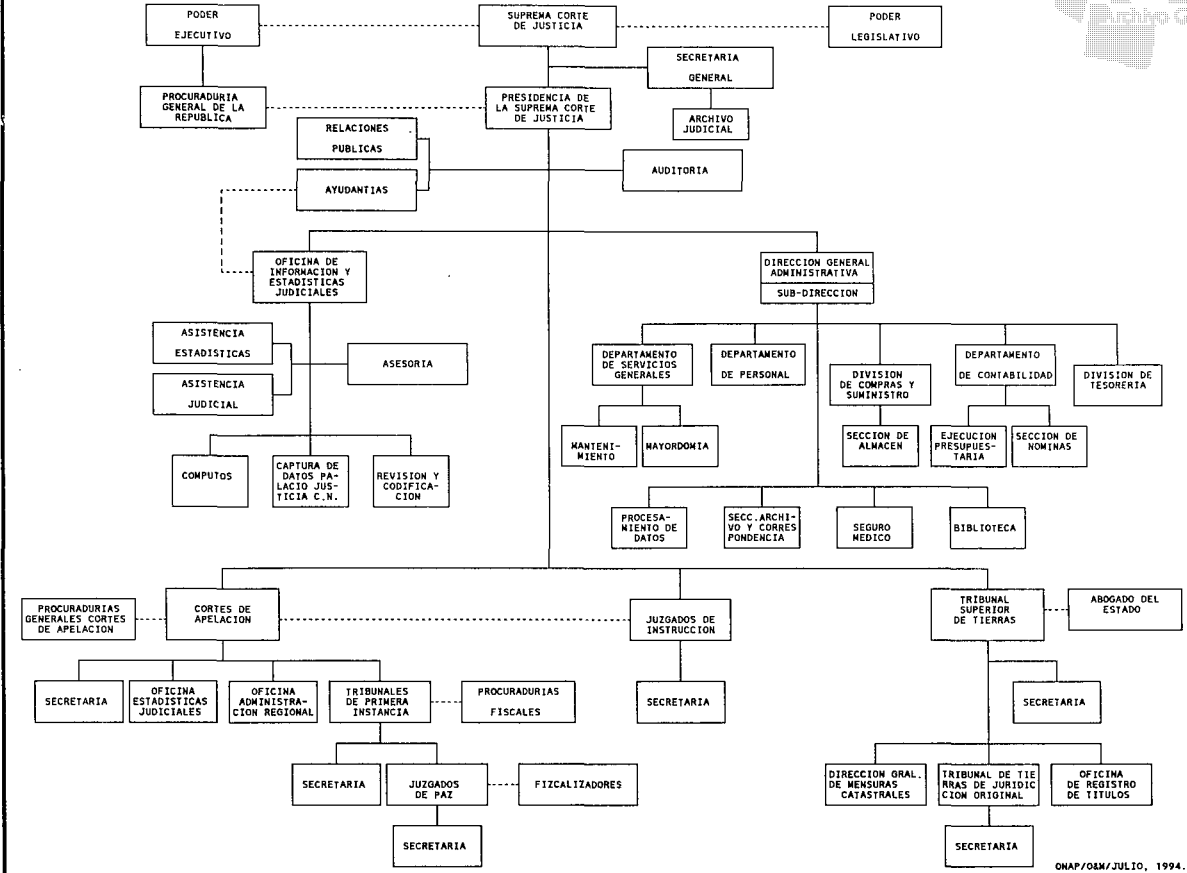 PODER
EJECUTIVO
SUPREMA CORTE
DE JUSTICIA
PODER
LEGISLATIVO
SECRETARIA
GENERAL
PROCURADURIA
GENERAL DE LA
REPUBLICA
PRESIDENCIA DE
LA SUPREMA CORTE
DE JUSTICIA
ARCHIVO
JUDICIAL
RELACIONES
PUBLICAS
AUDITORIA
AYUDANTIAS
OFICINA DE
INFORMACION Y
ESTADISTICAS
JUDICIALES
DIRECCION GENERAL
ADMINISTRATIVA
SUB-DIRECCION
ASISTENCIA
ESTADISTICAS
ASESORIA
ASISTENCIA
JUDICIAL
DEPARTAMENTO
DE SERVICIOS
GENERALES
DEPARTAMENTO
DE PERSONAL
DIVISION
DE COMPRAS Y
SUMINISTRO
DEPARTAMENTO
DE CONTABILIDAD
DIVISION DE
TESORERIA
MANTENI-
MIENTO
MAYORDOMIA
SECCION DE
ALMACEN
EJECUCION
PRESUPUES-
TARIA
SECCION DE
NOMINAS
COMPUTOS
CAPTURA DE
DATOS PA-
LACIO JUS-
TICIA C.N.
REVISION Y
CODIFICA-
CION
PROCESA-
MIENTO DE
DATOS
SECC.ARCHI-
VO Y CORRES
PONDENCIA
SEGURO
MEDICO
BIBLIOTECA
PROCURADURIAS
GENERALES CORTES
DE APELACION
CORTES DE
APELACION
JUZGADOS DE
INSTRUCCION
TRIBUNAL
SUPERIOR
DE TIERRAS
ABOGADO DEL
ESTADO
SECRETARIA
OFICINA
ESTADISTICAS
JUDICIALES
OFICINA
ADMINISTRA-
CION REGIONAL
TRIBUNALES
DE PRIMERA
INSTANCIA
PROCURADURIAS
FISCALES
SECRETARIA
SECRETARIA
SECRETARIA
JUZGADOS
DE PAZ
FIZCALIZADORES
DIRECCION GRAL.
DE MENSURAS
CATASTRALES
TRIBUNAL DE TIE
RRAS DE JURIDIC
CION ORIGINAL
OFICINA
DE REGISTRO
DE TITULOS
SECRETARIA
SECRETARIA
ONAP/O&M/JULIO, 1994.